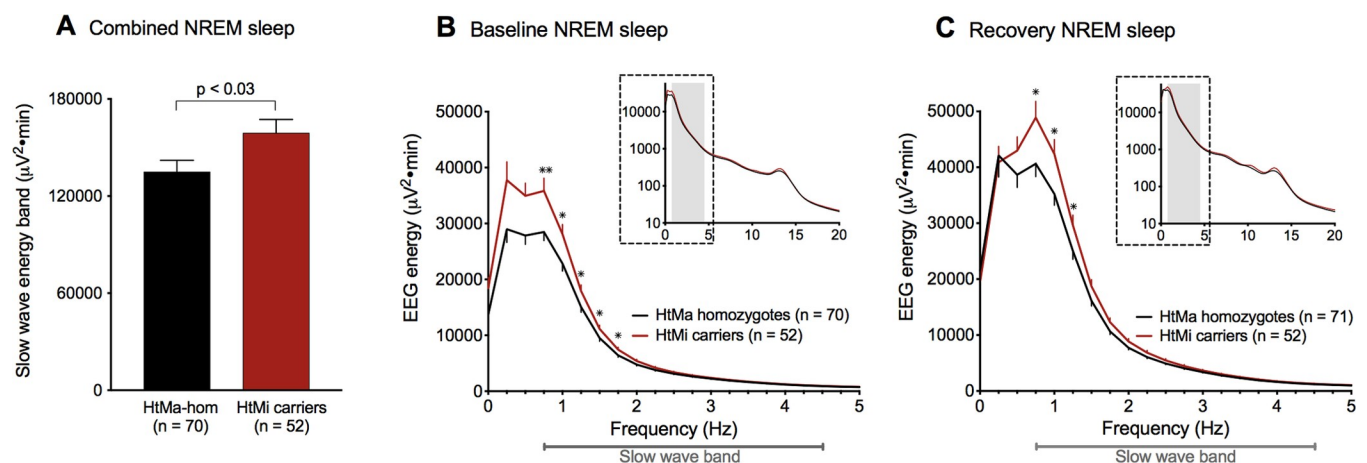 A Combined NREM sleep
p < 0.03
Slow wave energy band (µV²•min)
180000
120000
60000
0
HtMa-hom
(n = 70)
HtMi carriers
(n = 52)
B Baseline NREM sleep
EEG energy (µV²•min)
50000
40000
30000
20000
10000
0
10000
1000
100
10
0 5 10 15 20
** 
*
*
*
*
HtMa homozygotes (n = 70)
HtMi carriers (n = 52)
0 1 2 3 4 5
Frequency (Hz)
Slow wave band
C Recovery NREM sleep
EEG energy (µV²•min)
50000
40000
30000
20000
10000
0
10000
1000
100
10
0 5 10 15 20
*
*
*
HtMa homozygotes (n = 71)
HtMi carriers (n = 52)
0 1 2 3 4 5
Frequency (Hz)
Slow wave band